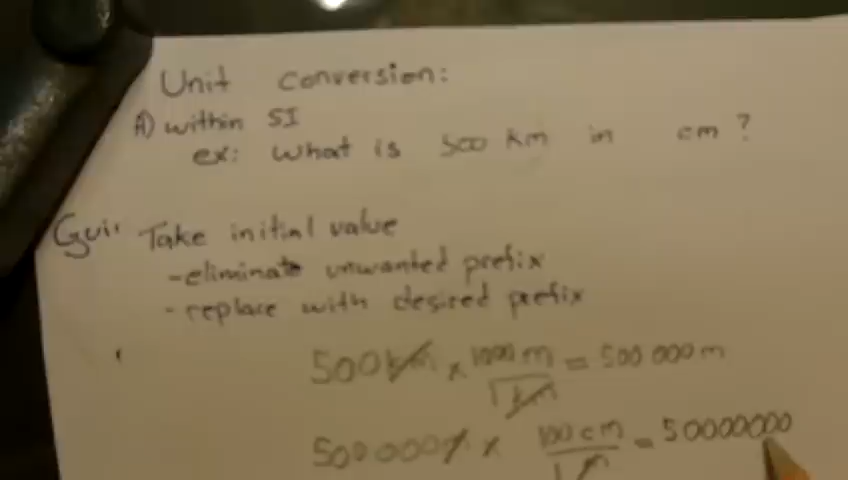 Unit conversion:
A) within SI
ex: What is 500 km in cm?
Gui: Take initial value
- eliminate unwanted prefix
- replace with desired prefix
500 km x 1000 m / 1 km = 500 000 m
500 000 m x 100 cm / 1 m = 50000000